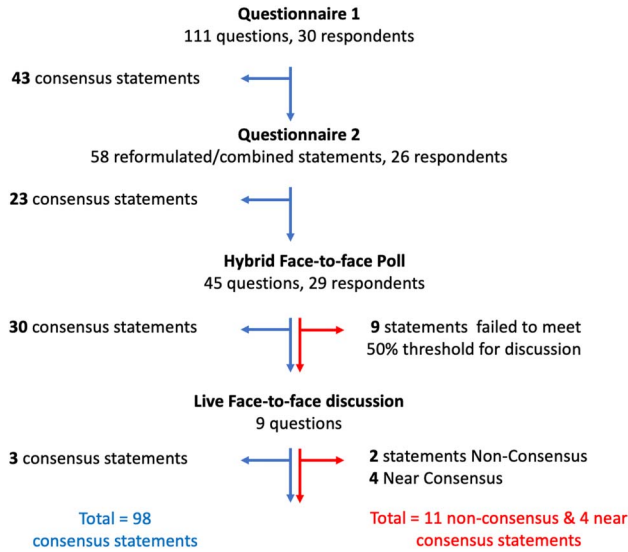 Questionnaire 1
111 questions, 30 respondents
43 consensus statements
Questionnaire 2
58 reformulated/combined statements, 26 respondents
23 consensus statements
Hybrid Face-to-face Poll
45 questions, 29 respondents
30 consensus statements
9 statements failed to meet
50% threshold for discussion
Live Face-to-face discussion
9 questions
3 consensus statements
2 statements Non-Consensus
4 Near Consensus
Total = 98
consensus statements
Total = 11 non-consensus & 4 near
consensus statements